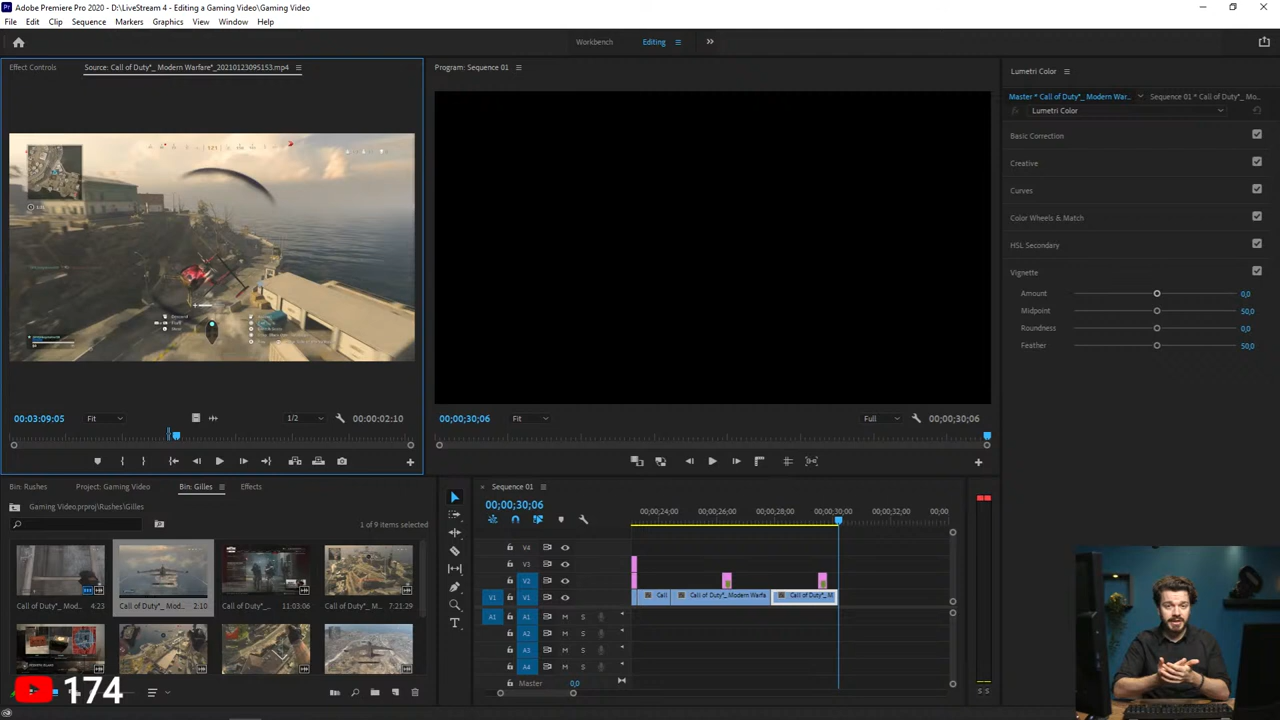 Adobe Premiere Pro 2020 - D:\LiveStream 4 - Editing a Gaming Video\Gaming Video
File Edit Clip Sequence Markers Graphics View Window Help
Workbench Editing
Effect Controls Source: Call of Duty*_ Modern Warfare*_20210123095153.mp4
Program: Sequence 01
Lumetri Color
Master * Call of Duty*_ Modern War... Sequence 01 * Call of Duty*_ Mo...
fx Lumetri Color
Basic Correction
Creative
Curves
Color Wheels & Match
HSL Secondary
Vignette
Amount 0,0
Midpoint 50,0
Roundness 0,0
Feather 50,0
00:03:09:05 Fit 1/2 00:00:02:10
00;00;30;06 Fit Full 00;00;30;06
Bin: Rushes Project: Gaming Video Bin: Gilles Effects
Gaming Video.prproj\Rushes\Gilles
1 of 9 items selected
Call of Duty*_ Mod... 4:23
Call of Duty*_ Mod... 2:10
Call of Duty*_... 11:03:06
Call of Duty*_ M... 7:21:29
Sequence 01
00;00;30;06
00;00;24;00 00;00;26;00 00;00;28;00 00;00;30;00 00;00;32;00 00;00
V4
V3
V2
V1 V1 Call Call of Duty*_ Modern Warfa Call of Duty*_ M
A1 A1 M S
A2 M S
A3 M S
A4 M S
Master 0,0
S S
174